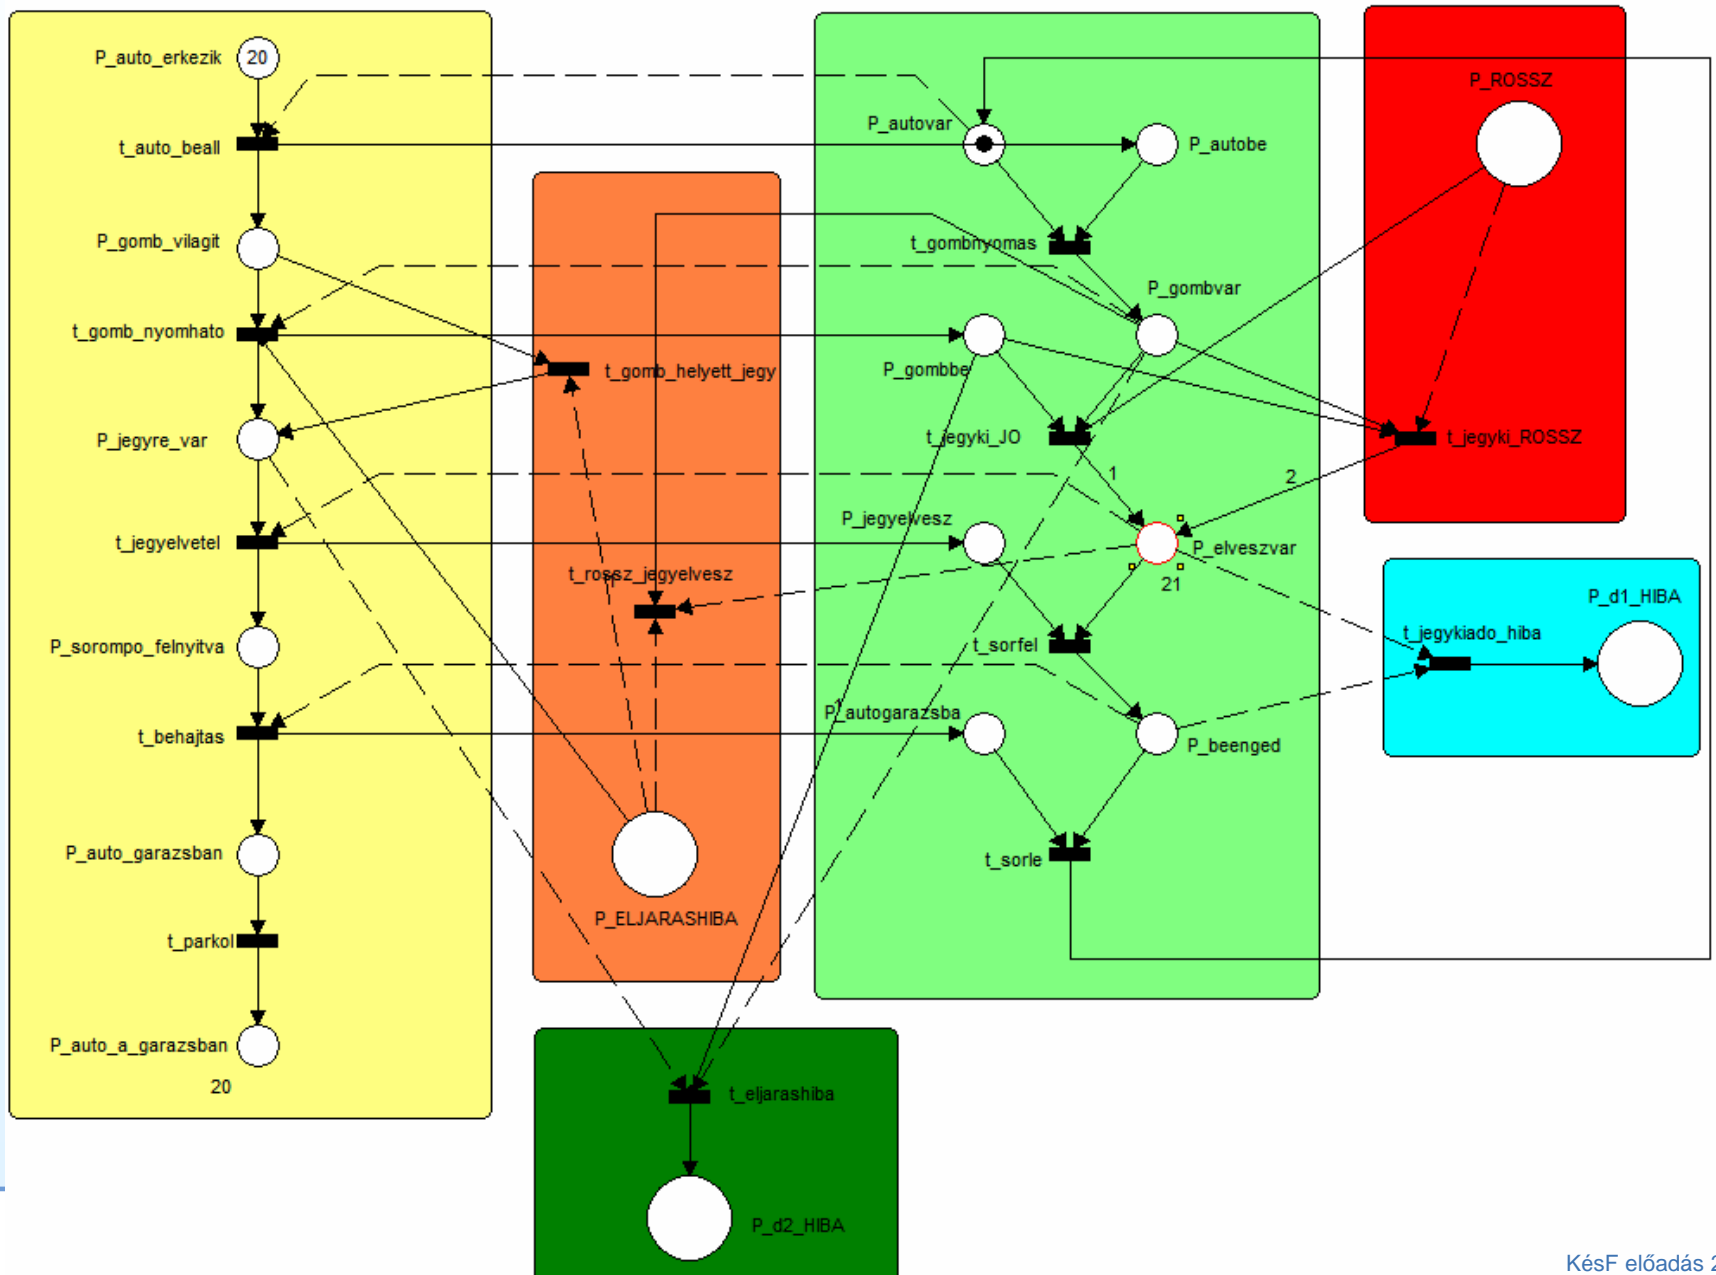 P_auto_erkezik
20
t_auto_beall
P_gomb_vilagit
t_gomb_nyomhato
P_jegyre_var
t_jegyelvetel
P_sorompo_felnyitva
t_behajtas
P_auto_garazsban
t_parkol
P_auto_a_garazsban
20
t_gomb_helyett_jegy
t_rossz_jegyelvesz
P_ELJARASHIBA
t_eljarashiba
P_d2_HIBA
P_autovar
P_autobe
t_gombnyomas
P_gombvar
P_gombbe
t_jegyki_JO
1
P_jegyelvesz
P_elveszvar
21
t_sorfel
1
P_autogarazsba
P_beenged
t_sorle
P_ROSSZ
t_jegyki_ROSSZ
2
P_d1_HIBA
t_jegykiado_hiba
KésF előadás 2